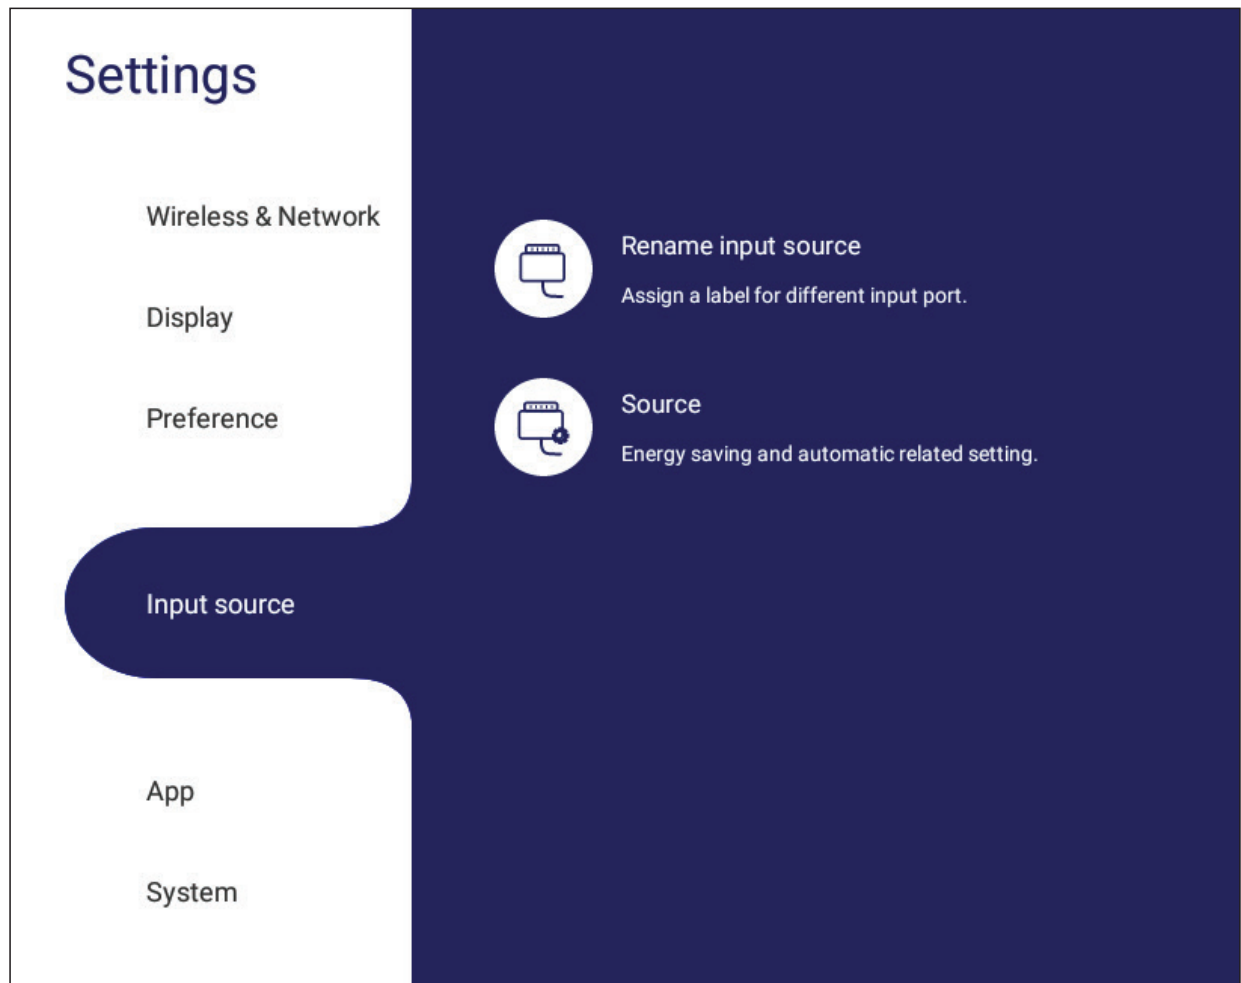 Settings
Wireless & Network
Display
Preference
Input source
App
System
Rename input source
Assign a label for different input port.
Source
Energy saving and automatic related setting.